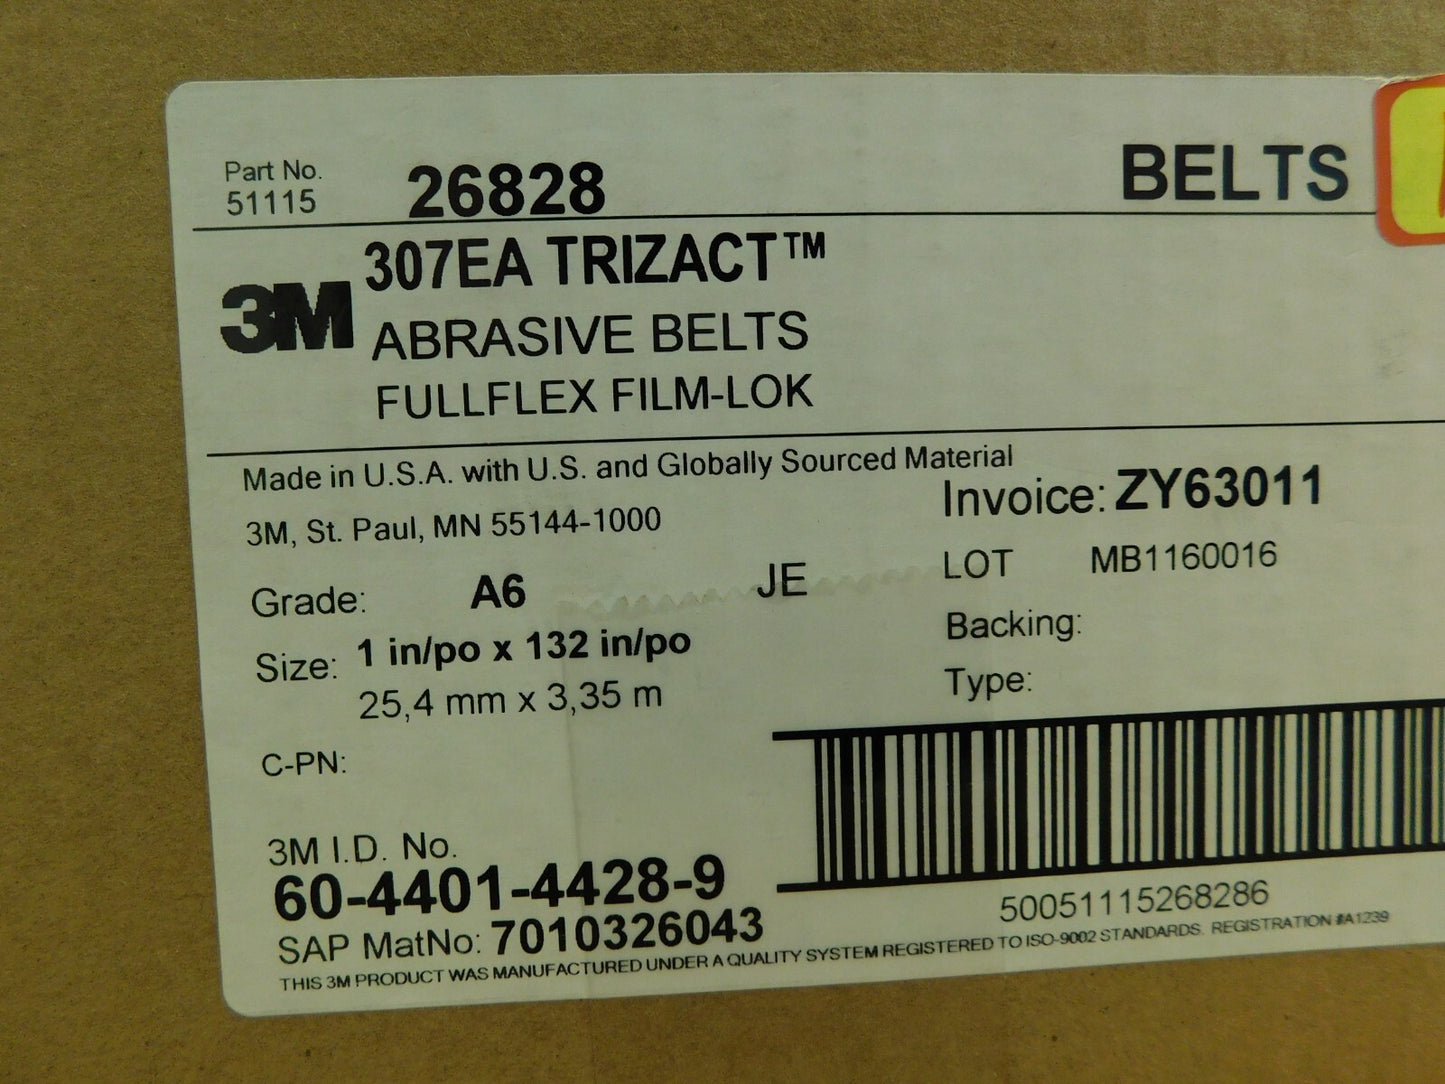 Part No.
51115 26828 BELTS
3M 307EA TRIZACT™
ABRASIVE BELTS
FULLFLEX FILM-LOK
Made in U.S.A. with U.S. and Globally Sourced Material
3M, St. Paul, MN 55144-1000
Invoice: ZY63011
Grade: A6 JE LOT MB1160016
Size: 1 in/po x 132 in/po
25,4 mm x 3,35 m
Backing:
Type:
C-PN:
3M I.D. No.
60-4401-4428-9
SAP MatNo: 7010326043
50051115268286
THIS 3M PRODUCT WAS MANUFACTURED UNDER A QUALITY SYSTEM REGISTERED TO ISO-9002 STANDARDS. REGISTRATION #A1239